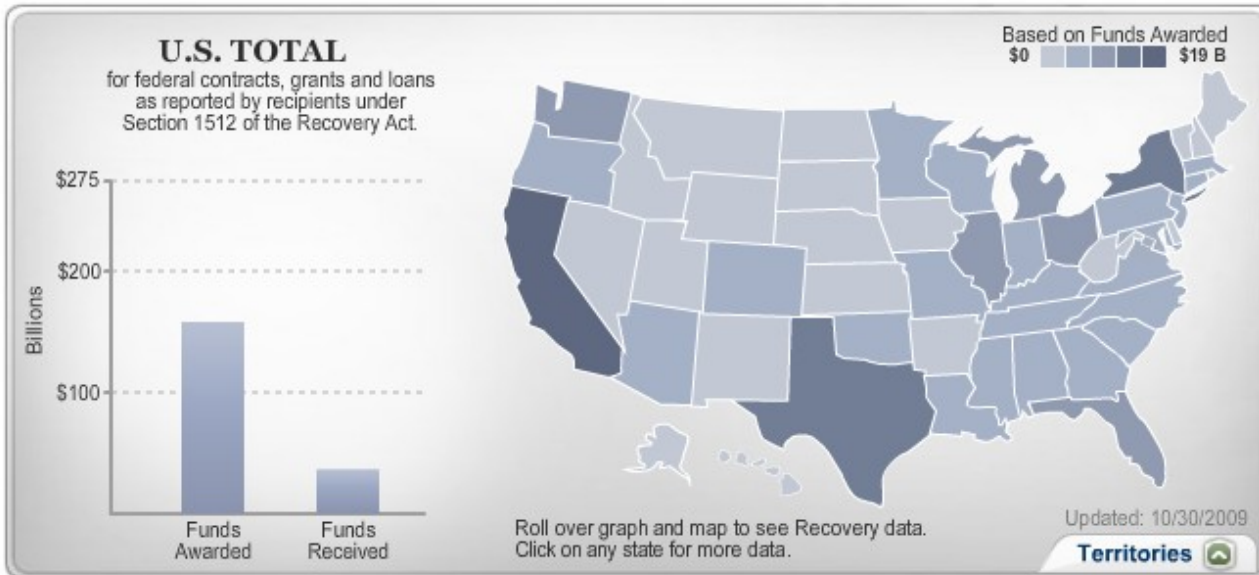 U.S. TOTAL
for federal contracts, grants and loans
as reported by recipients under
Section 1512 of the Recovery Act.
Based on Funds Awarded
$0 $19 B
$275
$200
$100
Billions
Funds
Awarded
Funds
Received
Roll over graph and map to see Recovery data.
Click on any state for more data.
Updated: 10/30/2009
Territories